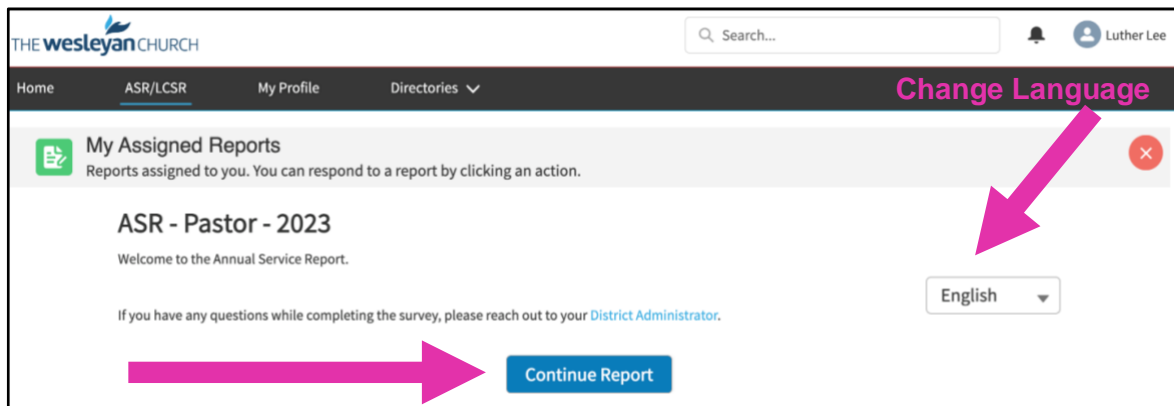 THE wesleyan CHURCH
Search...
Luther Lee
Home
ASR/LCSR
My Profile
Directories
Change Language
My Assigned Reports
Reports assigned to you. You can respond to a report by clicking an action.
ASR - Pastor - 2023
Welcome to the Annual Service Report.
English
If you have any questions while completing the survey, please reach out to your District Administrator.
Continue Report